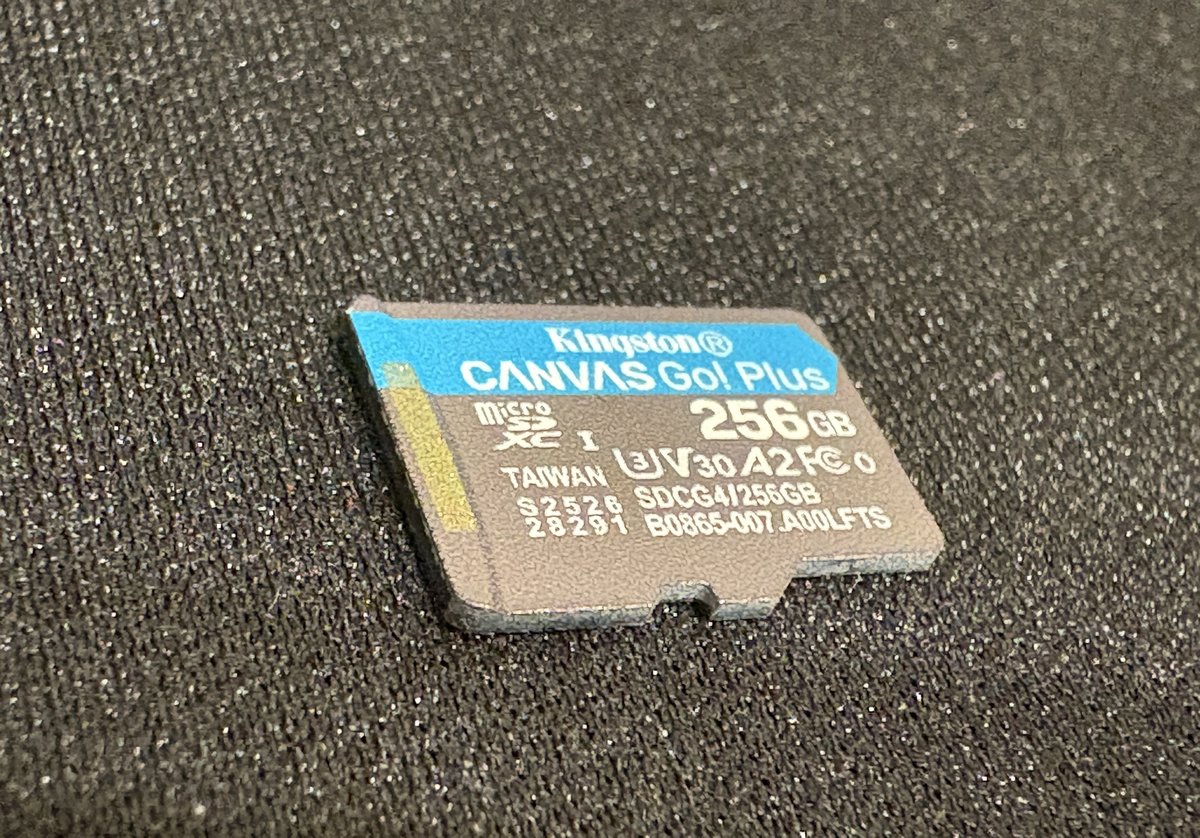 Kingston®
CANVAS Go! Plus
micro SD XC I
256GB
TAIWAN
U3 V30 A2 FC
S2526 SDCG4/256GB
28291 B0865-007.A00LFTS